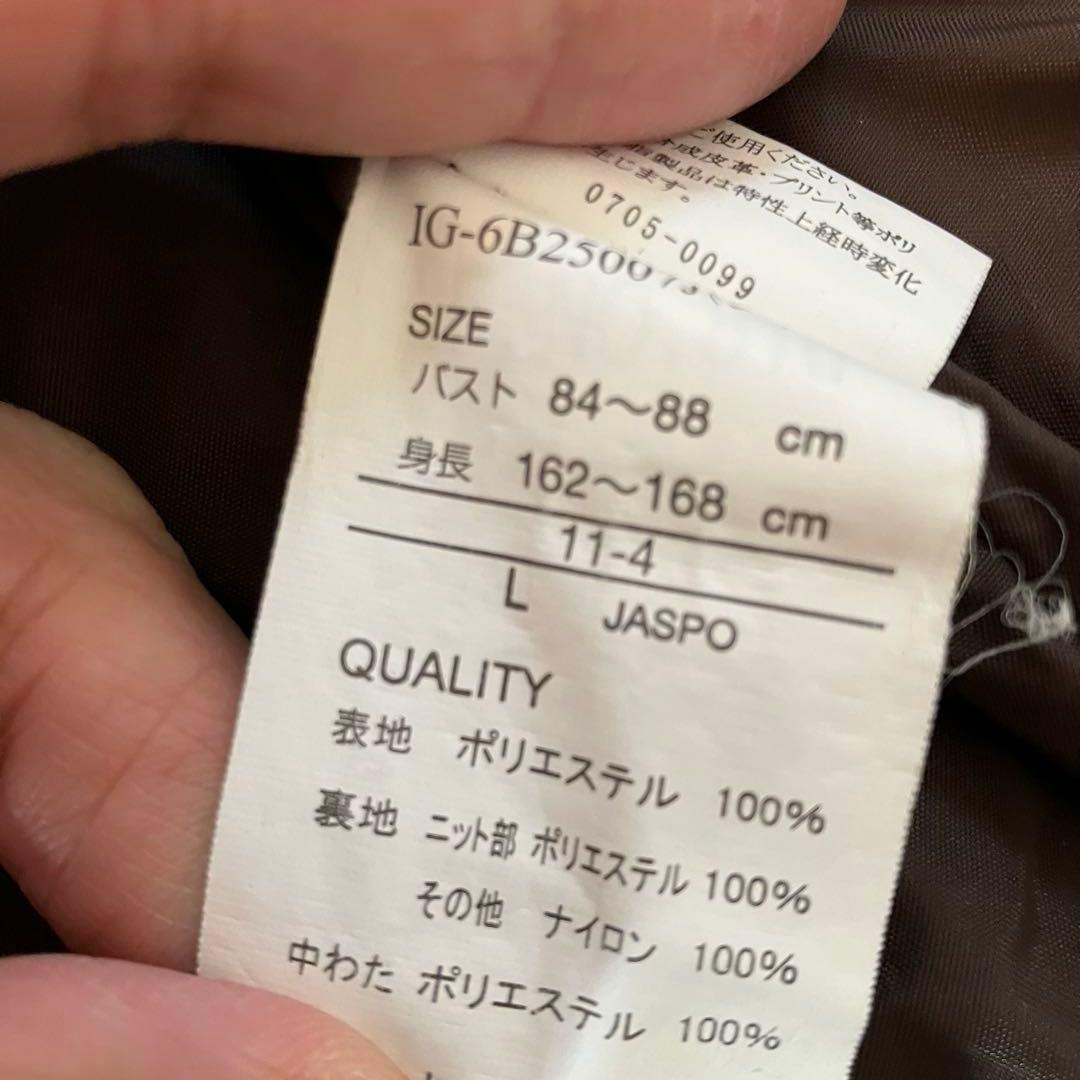 ご使用ください。
成皮革・プリント等ポリ
製品は特性上経時変化
生じます。
0705-0099
IG-6B2560
SIZE
バスト 84～88 cm
身長 162～168 cm
11-4
L JASPO
QUALITY
表地 ポリエステル 100%
裏地 ニット部 ポリエステル 100%
その他 ナイロン 100%
中わた ポリエステル 100%